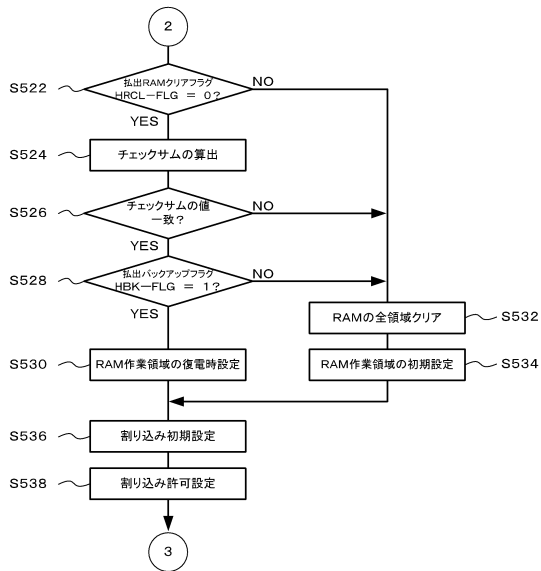 2
S522
払出RAMクリアフラグ
HRCL−FLG = 0?
NO
YES
S524
チェックサムの算出
S526
チェックサムの値
一致?
NO
YES
S528
払出バックアップフラグ
HBK−FLG = 1?
NO
YES
RAMの全領域クリア
S532
S530
RAM作業領域の復電時設定
RAM作業領域の初期設定
S534
S536
割り込み初期設定
S538
割り込み許可設定
3